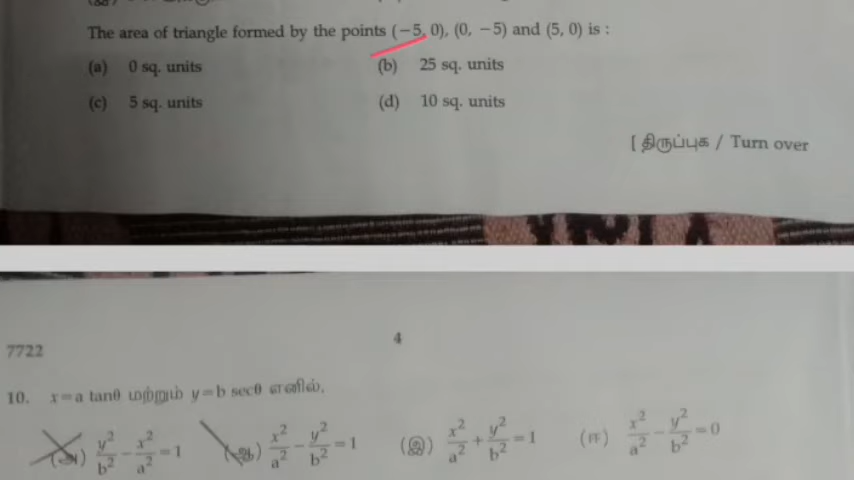 The area of triangle formed by the points (−5, 0), (0, −5) and (5, 0) is :
(a) 0 sq. units (b) 25 sq. units
(c) 5 sq. units (d) 10 sq. units
[ திருப்புக / Turn over
4
7722
10. x=a tanθ மற்றும் y=b secθ எனில்,
(அ) y²/b² − x²/a² = 1 (ஆ) x²/a² − y²/b² = 1 (இ) x²/a² + y²/b² = 1 (ஈ) x²/a² − y²/b² = 0